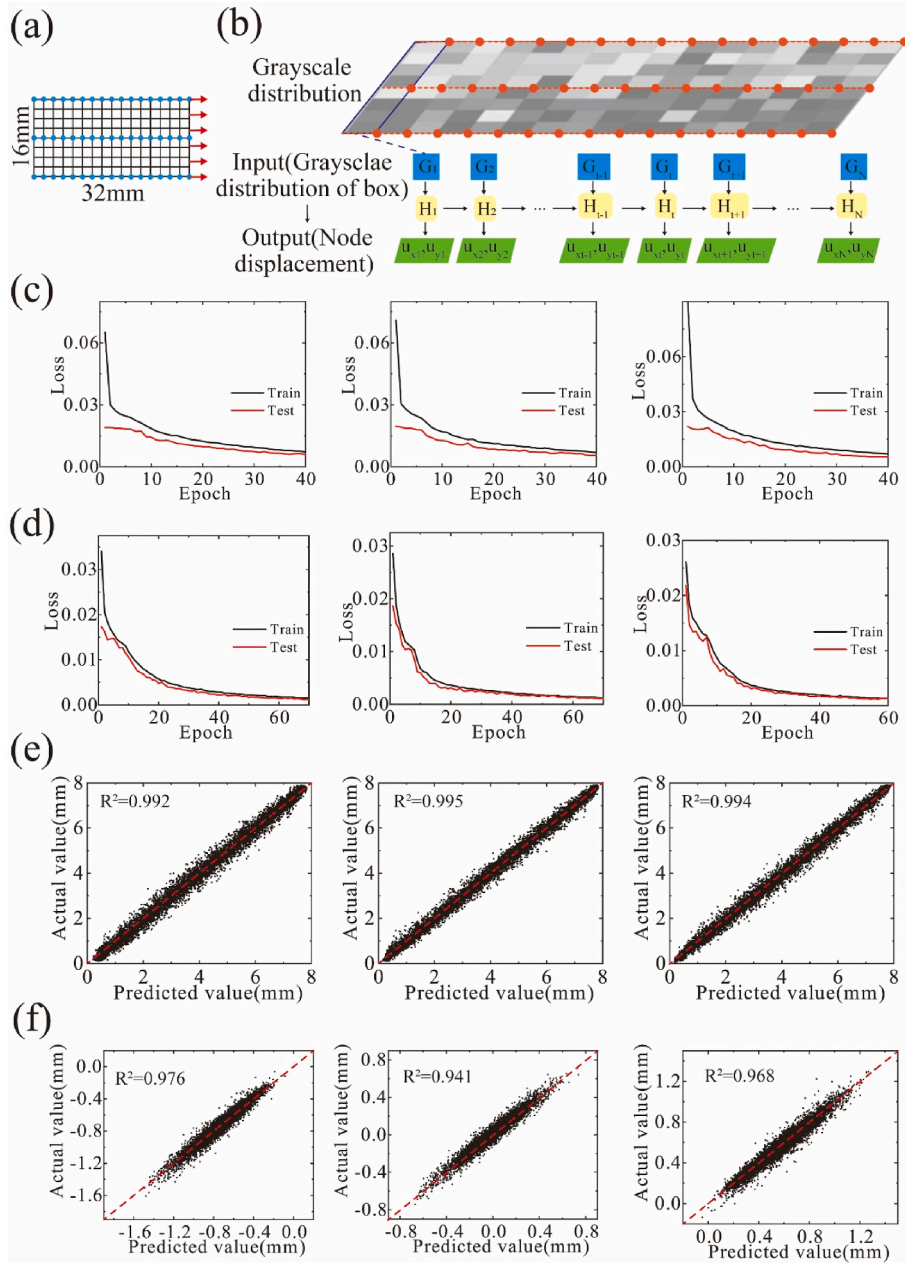 (a)
16mm
32mm
(b)
Grayscale
distribution
Input(Graysclae
distribution of box)
Output(Node
displacement)
G1 G2 Gt-1 Gt Gt+1 GN
H1 H2 ... Ht-1 Ht Ht+1 ... HN
ux1,uy1 ux2,uy2 uxt-1,uyt-1 uxt,uyt uxt+1,uyt+1 uxN,uyN
(c)
Loss
0.06
0.03
0.00
Train
Test
0 10 20 30 40
Epoch
Loss
0.06
0.03
0.00
Train
Test
0 10 20 30 40
Epoch
Loss
0.06
0.03
0.00
Train
Test
0 10 20 30 40
Epoch
(d)
Loss
0.03
0.02
0.01
0.00
Train
Test
0 20 40 60
Epoch
Loss
0.03
0.02
0.01
0.00
Train
Test
0 20 40 60
Epoch
Loss
0.03
0.02
0.01
0.00
Train
Test
0 20 40 60
Epoch
(e)
Actual value(mm)
8
6
4
2
0
R²=0.992
0 2 4 6 8
Predicted value(mm)
Actual value(mm)
8
6
4
2
0
R²=0.995
0 2 4 6 8
Predicted value(mm)
Actual value(mm)
8
6
4
2
0
R²=0.994
0 2 4 6 8
Predicted value(mm)
(f)
Actual value(mm)
0.0
-0.4
-0.8
-1.2
-1.6
R²=0.976
-1.6 -1.2 -0.8 -0.4 0.0
Predicted value(mm)
Actual value(mm)
0.8
0.4
0.0
-0.4
-0.8
R²=0.941
-0.8 -0.4 0.0 0.4 0.8
Predicted value(mm)
Actual value(mm)
1.2
0.8
0.4
0.0
R²=0.968
0.0 0.4 0.8 1.2
Predicted value(mm)